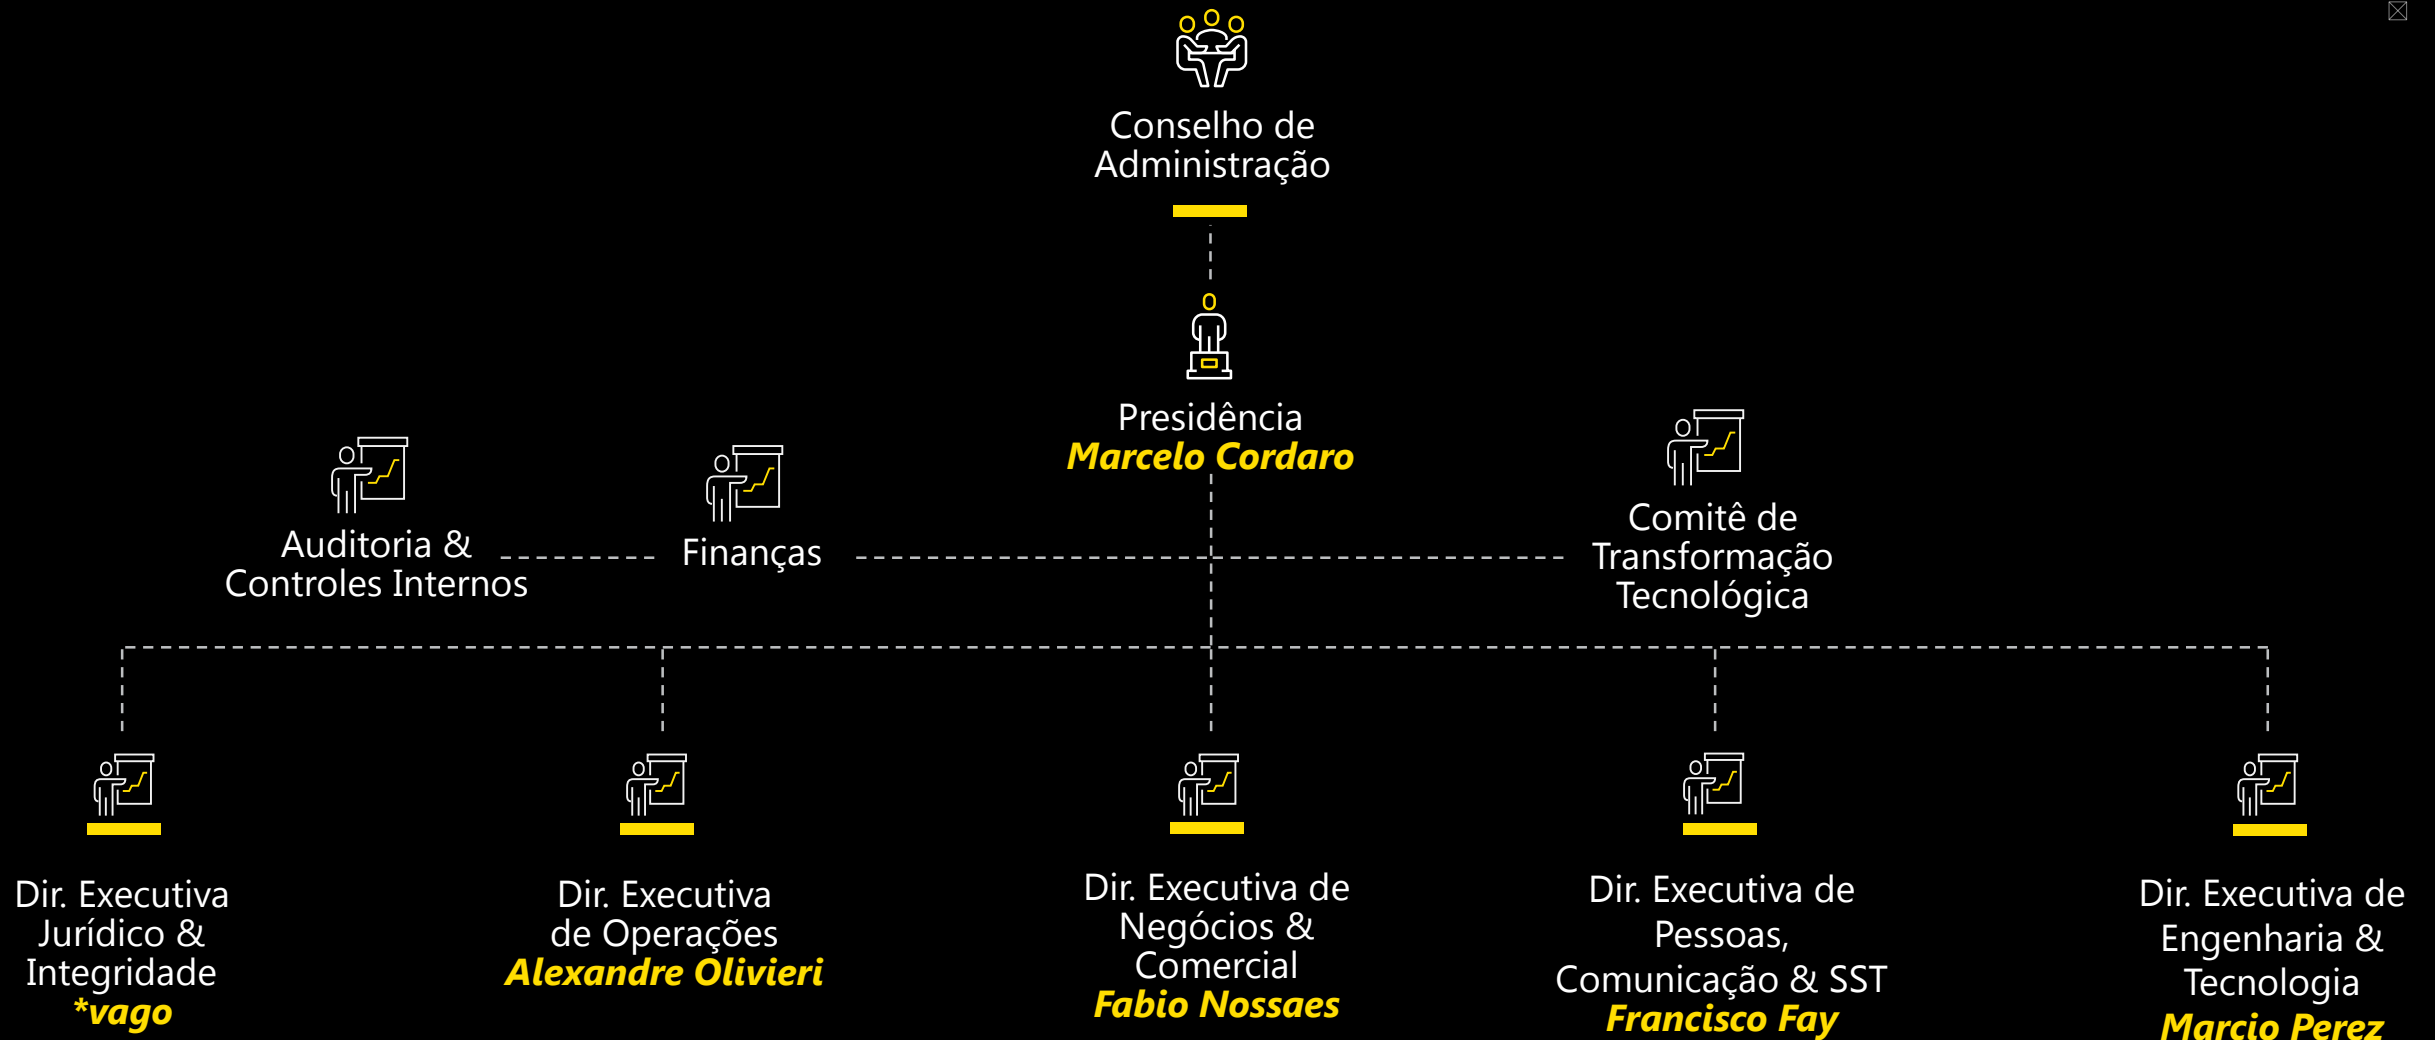 Conselho de
Administração
Presidência
Marcelo Cordaro
Auditoria &
Controles Internos
Finanças
Comitê de
Transformação
Tecnológica
Dir. Executiva
Jurídico &
Integridade
*vago
Dir. Executiva
de Operações
Alexandre Olivieri
Dir. Executiva de
Negócios &
Comercial
Fabio Nossaes
Dir. Executiva de
Pessoas,
Comunicação & SST
Francisco Fay
Dir. Executiva de
Engenharia &
Tecnologia
Marcio Perez